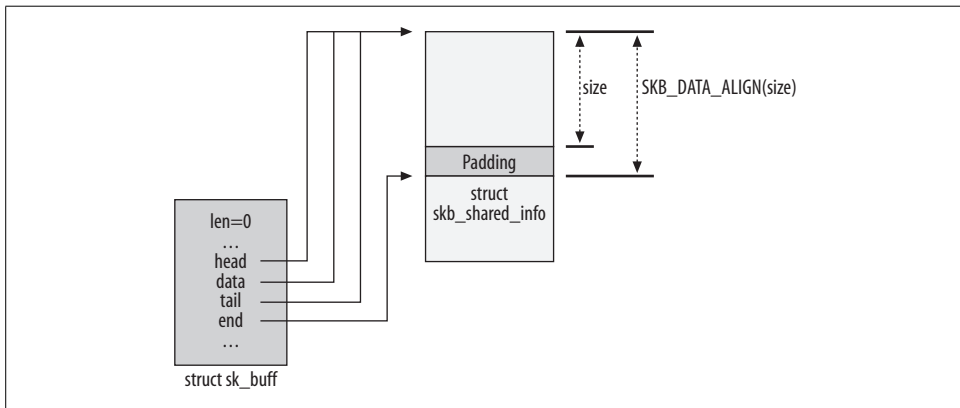 size
SKB_DATA_ALIGN(size)
Padding
struct
skb_shared_info
len=0
...
head
data
tail
end
...
struct sk_buff